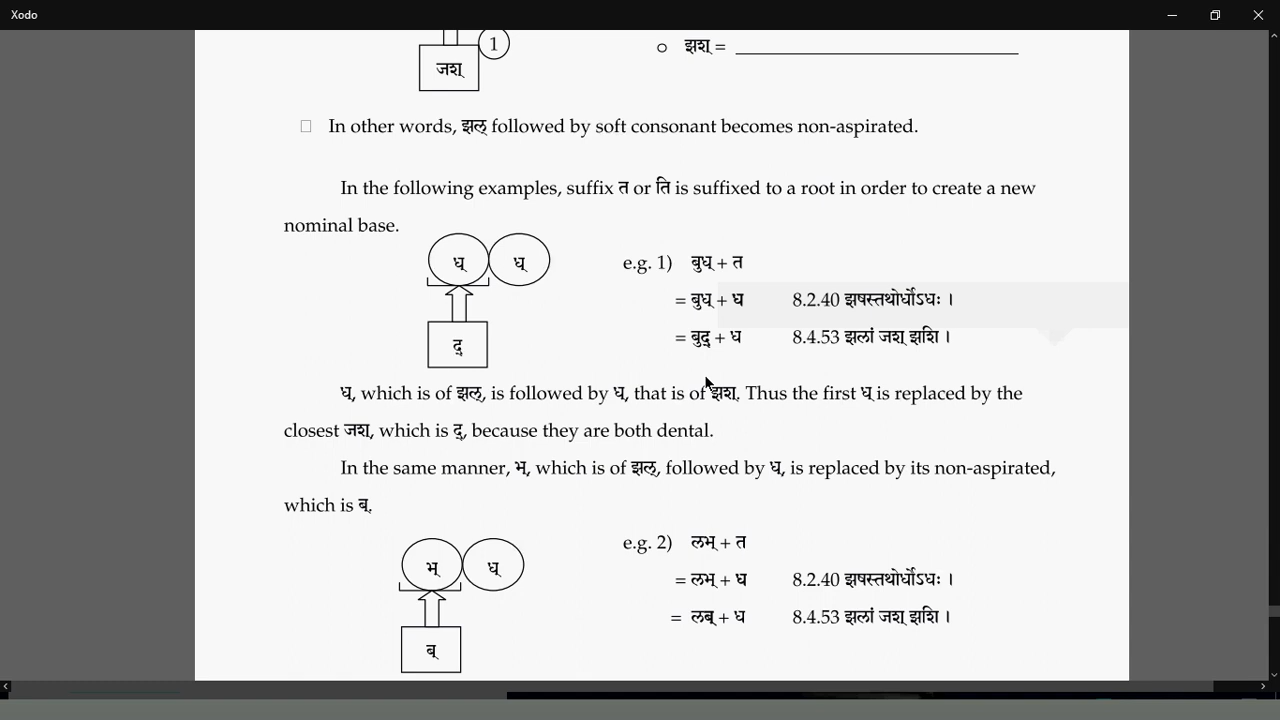 Xodo
1
जश्
○ झश् = ____________________
□ In other words, झल् followed by soft consonant becomes non-aspirated.
In the following examples, suffix त or ति is suffixed to a root in order to create a new
nominal base.
ध् ध्
द्
e.g. 1) बुध् + त
= बुध् + ध 8.2.40 झषस्तथोर्धोऽधः ।
= बुद् + ध 8.4.53 झलां जश् झशि ।
ध्, which is of झल्, is followed by ध्, that is of झश्. Thus the first ध् is replaced by the
closest जश्, which is द्, because they are both dental.
In the same manner, भ्, which is of झल्, followed by ध्, is replaced by its non-aspirated,
which is ब्.
भ् ध्
ब्
e.g. 2) लभ् + त
= लभ् + ध 8.2.40 झषस्तथोर्धोऽधः ।
= लब् + ध 8.4.53 झलां जश् झशि ।